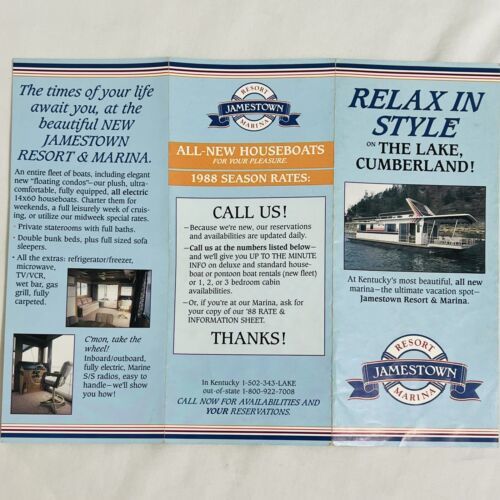 The times of your life
await you, at the
beautiful NEW
JAMESTOWN
RESORT & MARINA.
An entire fleet of boats, including elegant
new "floating condos"—our plush, ultra-
comfortable, fully equipped, all electric
14x60 houseboats. Charter them for
weekends, a full leisurely week of cruis-
ing, or utilize our midweek special rates.
· Private staterooms with full baths.
· Double bunk beds, plus full sized sofa
sleepers.
· All the extras: refrigerator/freezer,
microwave,
TV/VCR,
wet bar, gas
grill, fully
carpeted.
C'mon, take the
wheel!
Inboard/outboard,
fully electric, Marine
S/S radios, easy to
handle—we'll show
you how!
RESORT
JAMESTOWN
MARINA
ALL-NEW HOUSEBOATS
FOR YOUR PLEASURE.
1988 SEASON RATES:
CALL US!
—Because we're new, our reservations
and availabilities are updated daily.
—Call us at the numbers listed below—
and we'll give you UP TO THE MINUTE
INFO on deluxe and standard house-
boat or pontoon boat rentals (new fleet)
or 1, 2, or 3 bedroom cabin
availabilities.
—Or, if you're at our Marina, ask for
your copy of our '88 RATE &
INFORMATION SHEET.
THANKS!
In Kentucky 1-502-343-LAKE
out-of-state 1-800-922-7008
CALL NOW FOR AVAILABILITIES AND
YOUR RESERVATIONS.
RELAX IN
STYLE
ON THE LAKE,
CUMBERLAND!
At Kentucky's most beautiful, all new
marina—the ultimate vacation spot—
Jamestown Resort & Marina.
RESORT
JAMESTOWN
MARINA